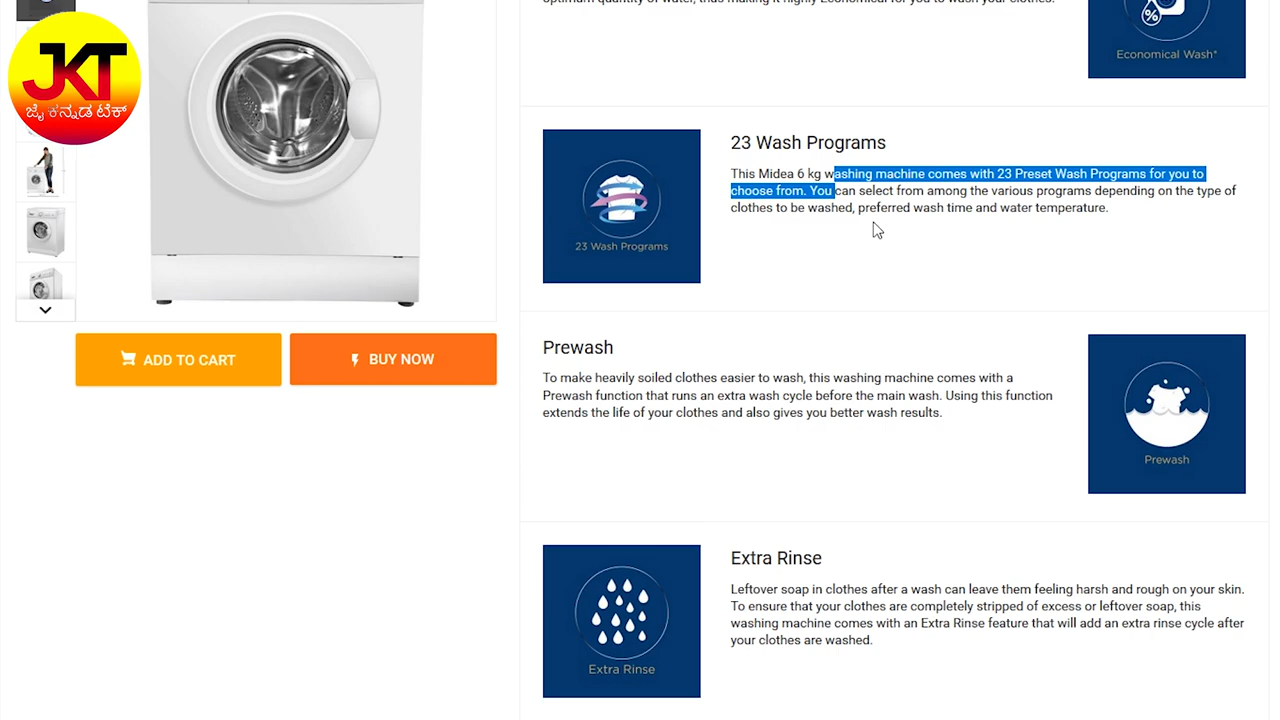 JKT
ಜೈ ಕನ್ನಡ ಟೆಕ್
optimum quantity of water, thus making it highly Economical for you to wash your clothes.
Economical Wash*
23 Wash Programs
This Midea 6 kg washing machine comes with 23 Preset Wash Programs for you to
choose from. You can select from among the various programs depending on the type of
clothes to be washed, preferred wash time and water temperature.
23 Wash Programs
ADD TO CART
BUY NOW
Prewash
To make heavily soiled clothes easier to wash, this washing machine comes with a
Prewash function that runs an extra wash cycle before the main wash. Using this function
extends the life of your clothes and also gives you better wash results.
Prewash
Extra Rinse
Leftover soap in clothes after a wash can leave them feeling harsh and rough on your skin.
To ensure that your clothes are completely stripped of excess or leftover soap, this
washing machine comes with an Extra Rinse feature that will add an extra rinse cycle after
your clothes are washed.
Extra Rinse